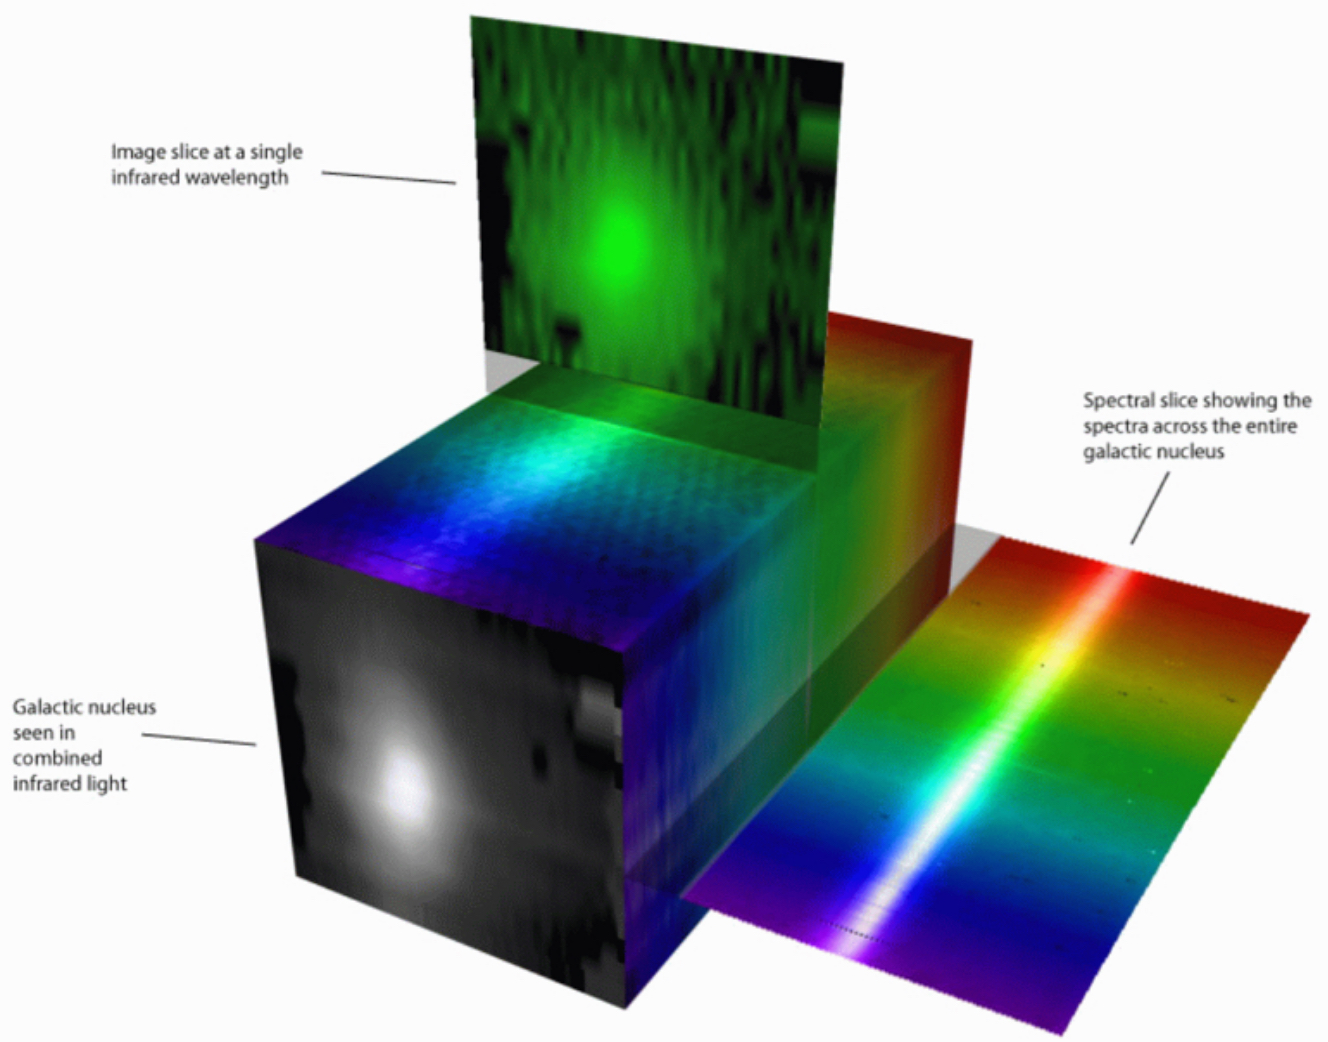 Image slice at a single
infrared wavelength
Spectral slice showing the
spectra across the entire
galactic nucleus
Galactic nucleus
seen in
combined
infrared light